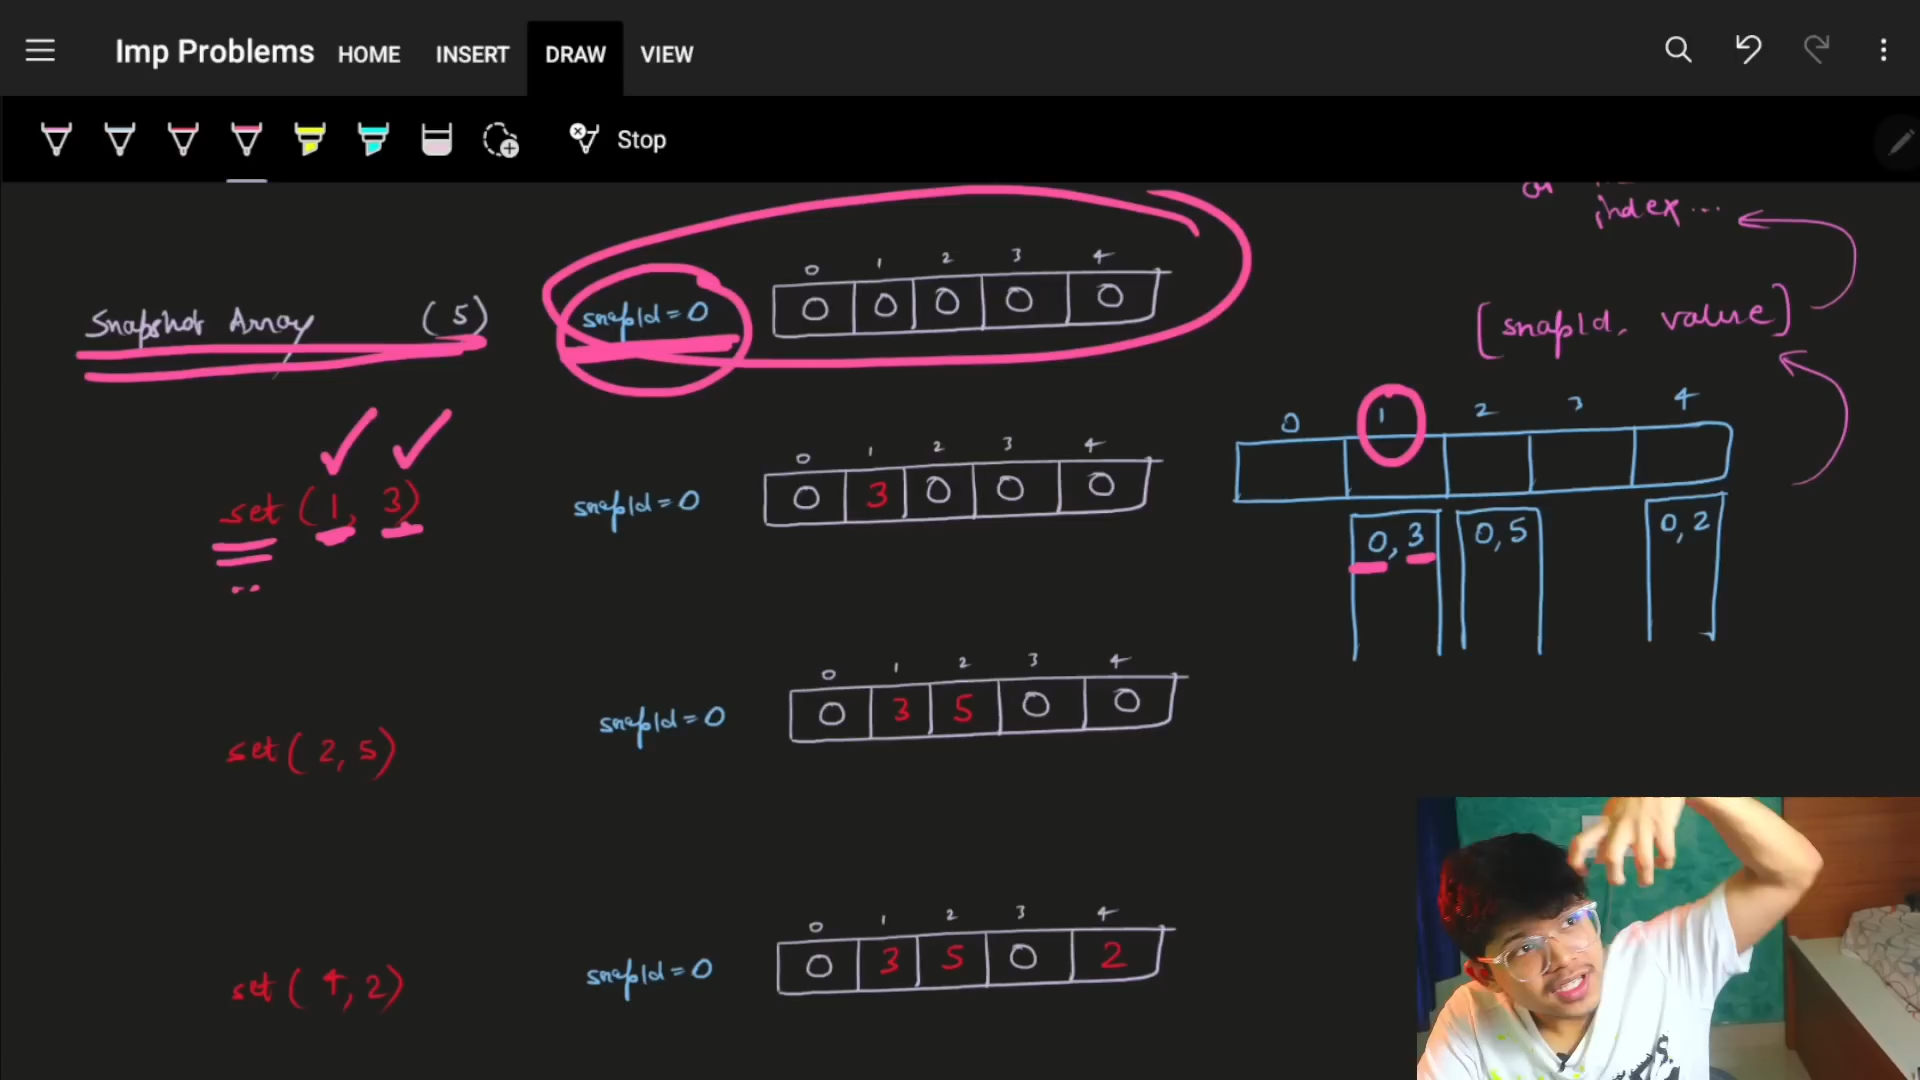 Imp Problems HOME INSERT DRAW VIEW
Stop
index...
Snapshot Array (5)
snapId = 0
0 1 2 3 4
0 0 0 0 0
[snapId, value]
set (1, 3)
snapId = 0
0 1 2 3 4
0 3 0 0 0
0 1 2 3 4
0, 3 0, 5 0, 2
set ( 2, 5)
snapId = 0
0 1 2 3 4
0 3 5 0 0
set ( 4, 2)
snapId = 0
0 1 2 3 4
0 3 5 0 2